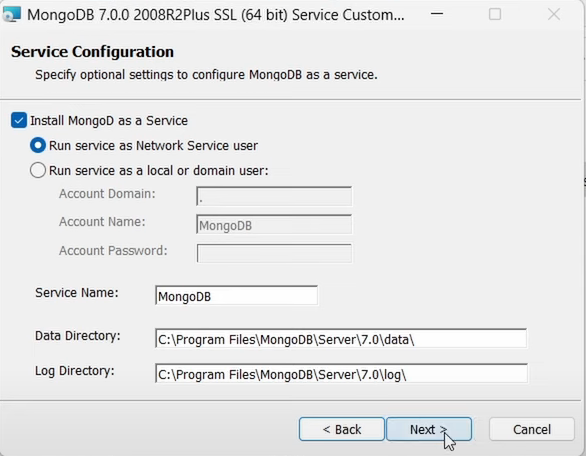 MongoDB 7.0.0 2008R2Plus SSL (64 bit) Service Custom...
Service Configuration
Specify optional settings to configure MongoDB as a service.
Install MongoD as a Service
Run service as Network Service user
Run service as a local or domain user:
Account Domain: .
Account Name: MongoDB
Account Password:
Service Name: MongoDB
Data Directory: C:\Program Files\MongoDB\Server\7.0\data\
Log Directory: C:\Program Files\MongoDB\Server\7.0\log\
< Back Next > Cancel